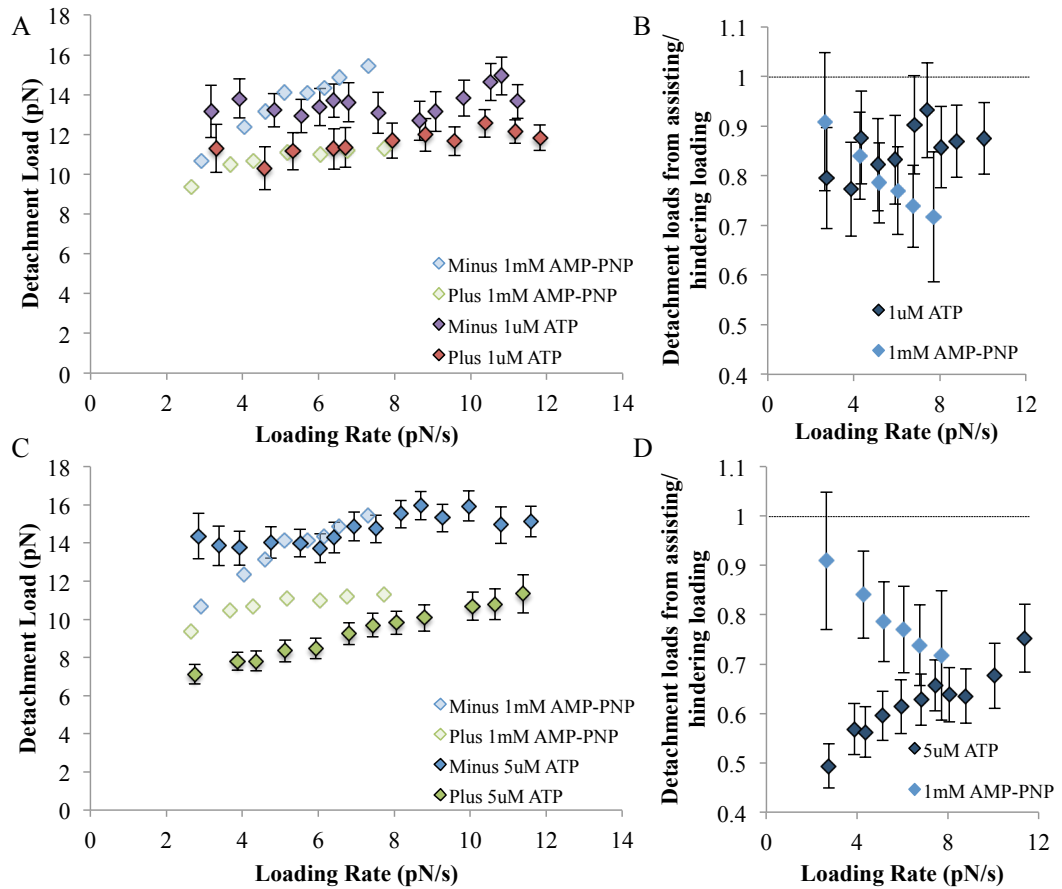 A
Detachment Load (pN)
18
16
14
12
10
8
6
4
2
0
0 2 4 6 8 10 12 14
Loading Rate (pN/s)
Minus 1mM AMP-PNP
Plus 1mM AMP-PNP
Minus 1uM ATP
Plus 1uM ATP
B
Detachment loads from assisting/
hindering loading
1.1
1
0.9
0.8
0.7
0.6
0.5
0.4
0 4 8 12
Loading Rate (pN/s)
1uM ATP
1mM AMP-PNP
C
Detachment Load (pN)
18
16
14
12
10
8
6
4
2
0
0 2 4 6 8 10 12 14
Loading Rate (pN/s)
Minus 1mM AMP-PNP
Plus 1mM AMP-PNP
Minus 5uM ATP
Plus 5uM ATP
D
Detachment loads from assisting/
hindering loading
1.1
1
0.9
0.8
0.7
0.6
0.5
0.4
0 4 8 12
Loading Rate (pN/s)
5uM ATP
1mM AMP-PNP